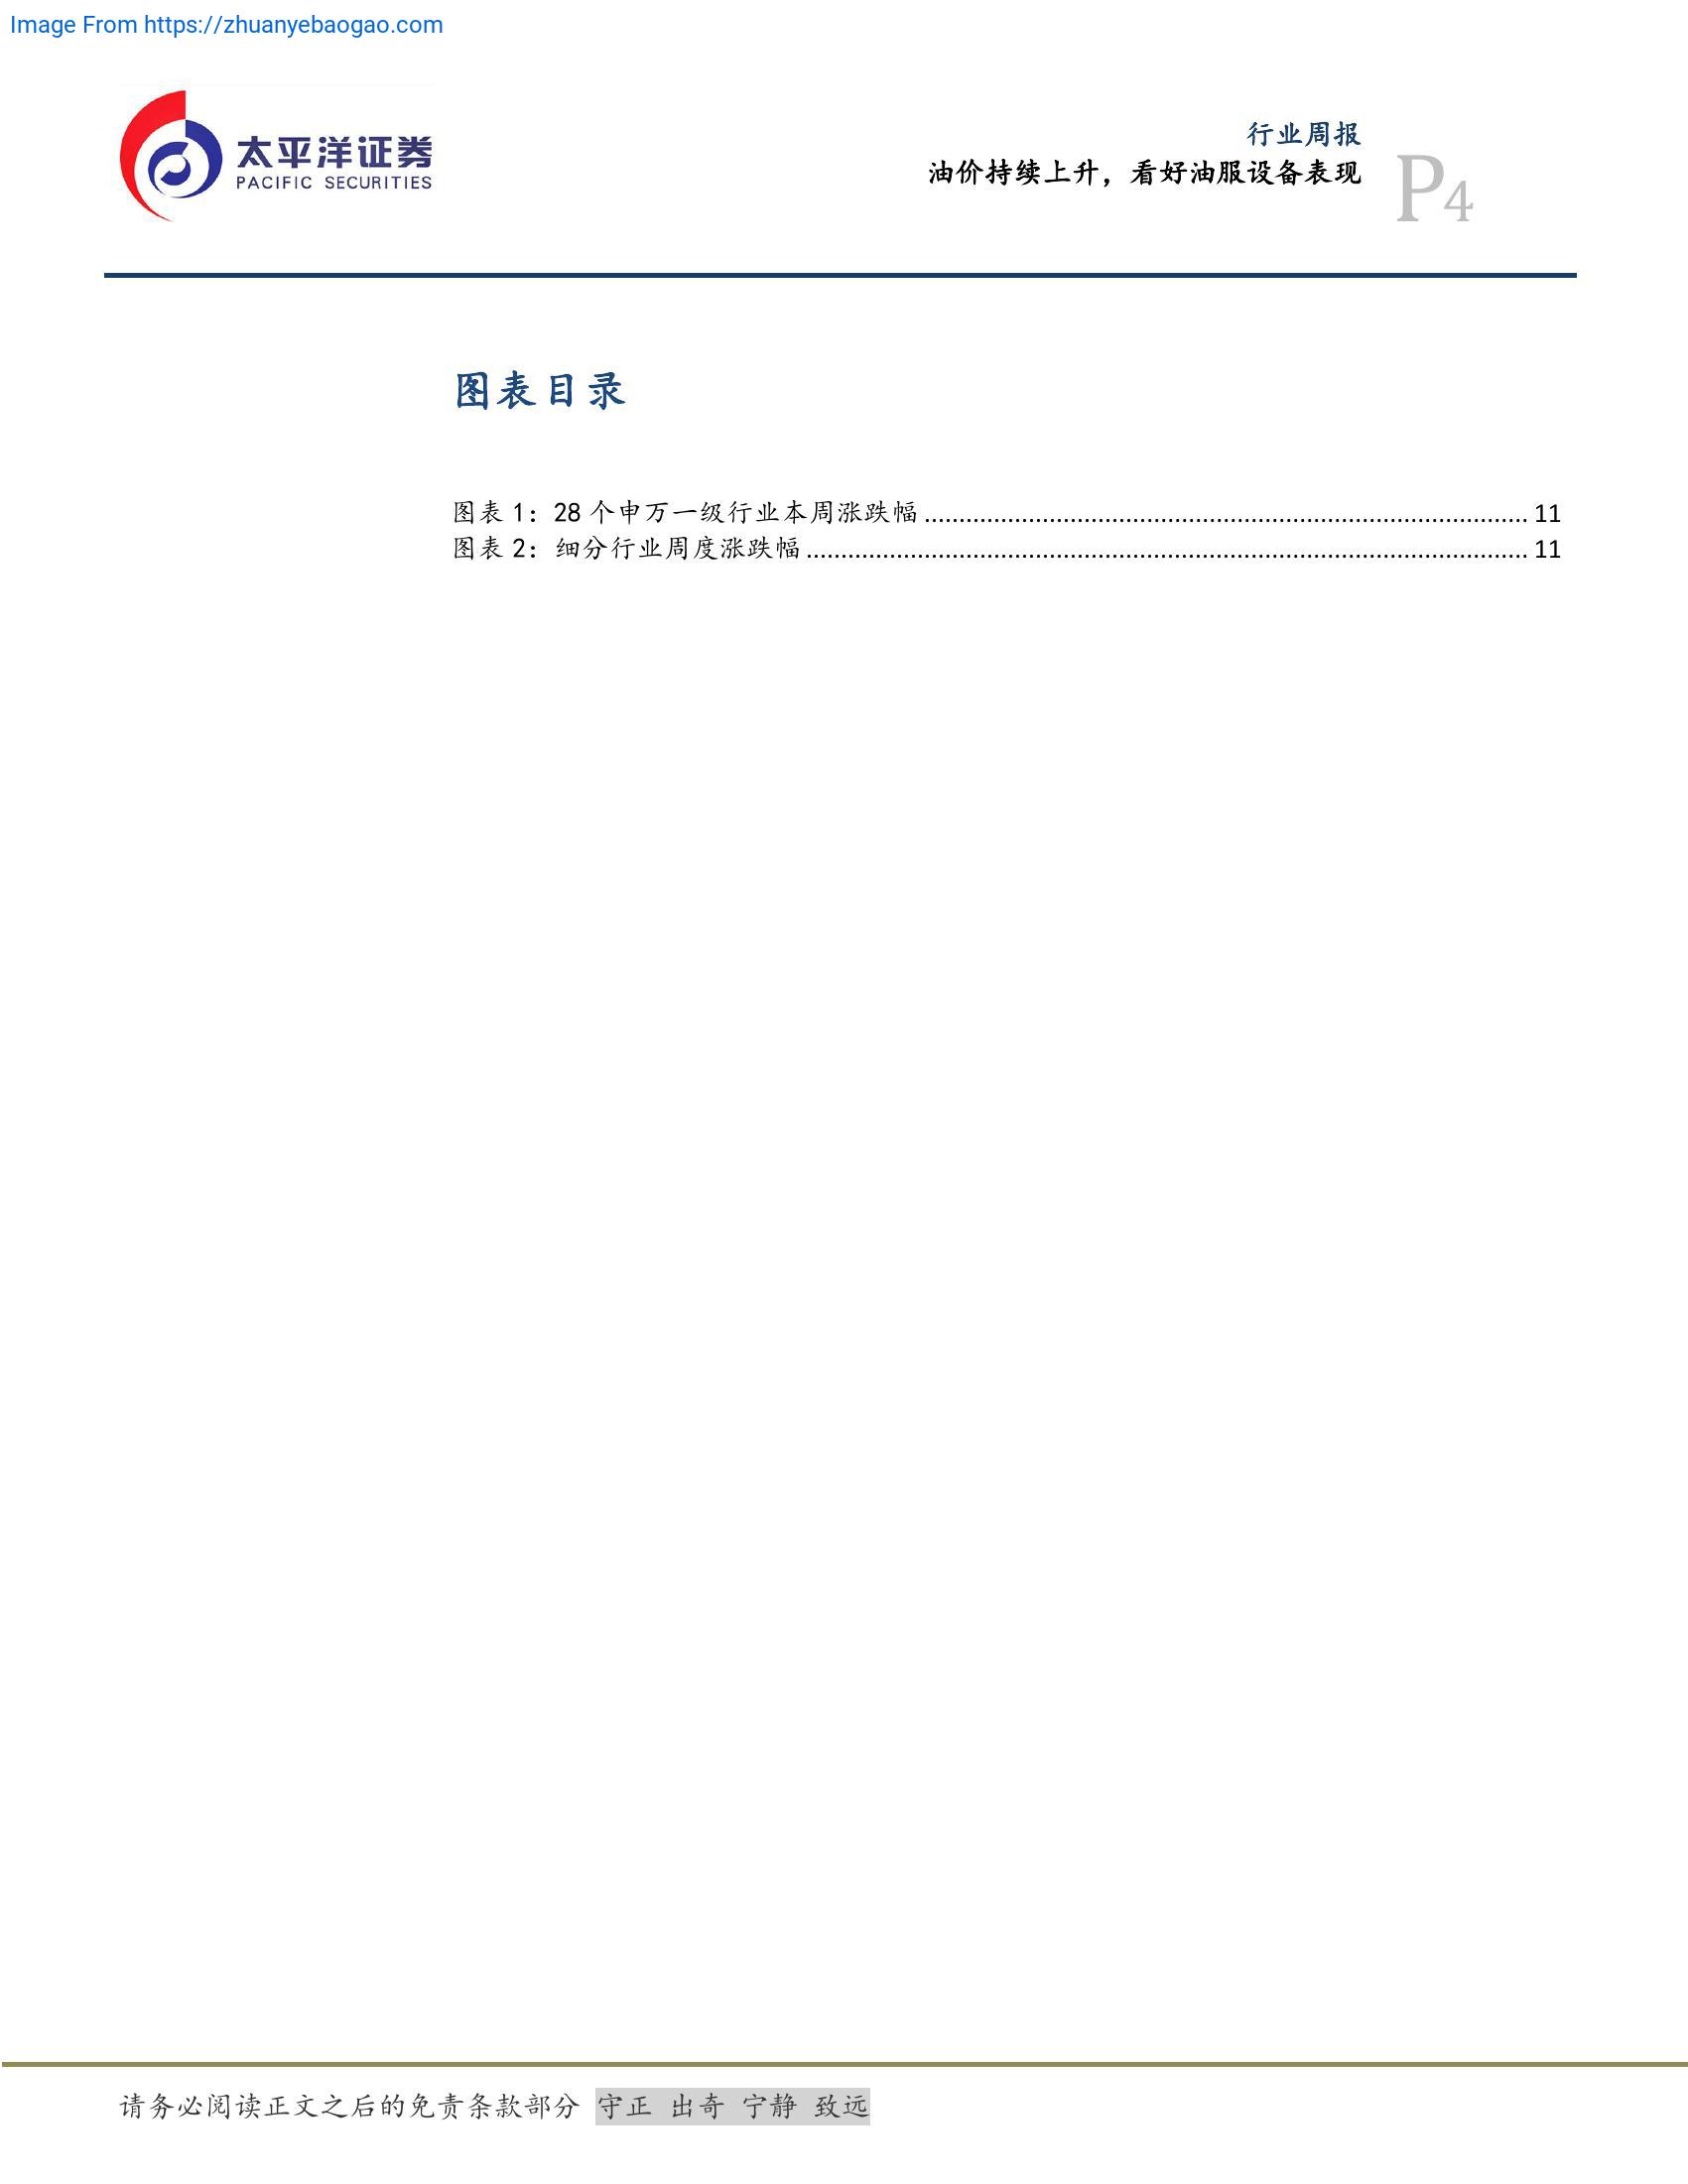 Image From https://zhuanyebaogao.com
太平洋证券
PACIFIC SECURITIES
行业周报
油价持续上升，看好油服设备表现
P4
图表目录
图表 1：28 个申万一级行业本周涨跌幅 ........................................................................................ 11
图表 2：细分行业周度涨跌幅 ......................................................................................................... 11
请务必阅读正文之后的免责条款部分 守正 出奇 宁静 致远